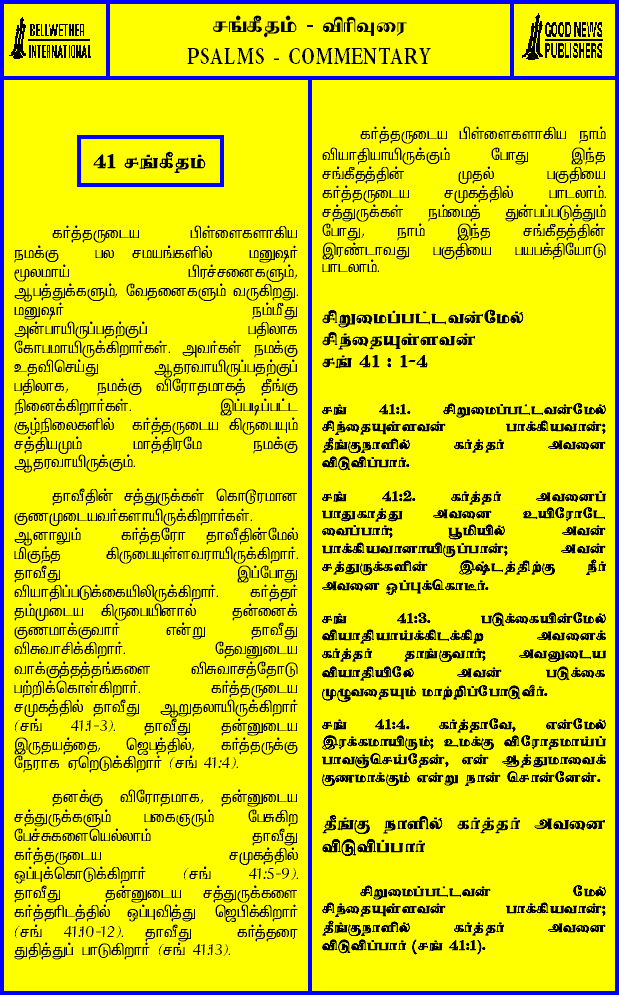 BELLWETHER
INTERNATIONAL
சங்கீதம் - விரிவுரை
PSALMS - COMMENTARY
GOOD NEWS
PUBLISHERS
41 சங்கீதம்
கர்த்தருடைய பிள்ளைகளாகிய
நமக்கு பல சமயங்களில் மனுஷர்
மூலமாய் பிரச்சனைகளும்,
ஆபத்துக்களும், வேதனைகளும் வருகிறது.
மனுஷர் நம்மீது
அன்பாயிருப்பதற்குப் பதிலாக
கோபமாயிருக்கிறார்கள். அவர்கள் நமக்கு
உதவிசெய்து ஆதரவாயிருப்பதற்குப்
பதிலாக, நமக்கு விரோதமாகத் தீங்கு
நினைக்கிறார்கள். இப்படிப்பட்ட
சூழ்நிலைகளில் கர்த்தருடைய கிருபையும்
சத்தியமும் மாத்திரமே நமக்கு
ஆதரவாயிருக்கும்.
தாவீதின் சத்துருக்கள் கொடூரமான
குணமுடையவர்களாயிருக்கிறார்கள்.
ஆனாலும் கர்த்தரோ தாவீதின்மேல்
மிகுந்த கிருபையுள்ளவராயிருக்கிறார்.
தாவீது இப்போது
வியாதிப்படுக்கையிலிருக்கிறார். கர்த்தர்
தம்முடைய கிருபையினால் தன்னைக்
குணமாக்குவார் என்று தாவீது
விசுவாசிக்கிறார். தேவனுடைய
வாக்குத்தத்தங்களை விசுவாசத்தோடு
பற்றிக்கொள்கிறார். கர்த்தருடைய
சமுகத்தில் தாவீது ஆறுதலாயிருக்கிறார்
(சங் 41:1-3). தாவீது தன்னுடைய
இருதயத்தை, ஜெபத்தில், கர்த்தருக்கு
நேராக ஏறெடுக்கிறார் (சங் 41:4).
தனக்கு விரோதமாக, தன்னுடைய
சத்துருக்களும் பகைஞரும் பேசுகிற
பேச்சுகளையெல்லாம் தாவீது
கர்த்தருடைய சமுகத்தில்
ஒப்புக்கொடுக்கிறார் (சங் 41:5-9).
தாவீது தன்னுடைய சத்துருக்களை
கர்த்தரிடத்தில் ஒப்புவித்து ஜெபிக்கிறார்
(சங் 41:10-12). தாவீது கர்த்தரை
துதித்துப் பாடுகிறார் (சங் 41:13).
கர்த்தருடைய பிள்ளைகளாகிய நாம்
வியாதியாயிருக்கும் போது இந்த
சங்கீதத்தின் முதல் பகுதியை
கர்த்தருடைய சமுகத்தில் பாடலாம்.
சத்துருக்கள் நம்மைத் துன்பப்படுத்தும்
போது, நாம் இந்த சங்கீதத்தின்
இரண்டாவது பகுதியை பயபக்தியோடு
பாடலாம்.
சிறுமைப்பட்டவன்மேல்
சிந்தையுள்ளவன்
சங் 41 : 1-4
சங் 41:1. சிறுமைப்பட்டவன்மேல்
சிந்தையுள்ளவன் பாக்கியவான்;
தீங்குநாளில் கர்த்தர் அவனை
விடுவிப்பார்.
சங் 41:2. கர்த்தர் அவனைப்
பாதுகாத்து அவனை உயிரோடே
வைப்பார்; பூமியில் அவன்
பாக்கியவானாயிருப்பான்; அவன்
சத்துருக்களின் இஷ்டத்திற்கு நீர்
அவனை ஒப்புக்கொடீர்.
சங் 41:3. படுக்கையின்மேல்
வியாதியாய்க்கிடக்கிற அவனைக்
கர்த்தர் தாங்குவார்; அவனுடைய
வியாதியிலே அவன் படுக்கை
முழுவதையும் மாற்றிப்போடுவீர்.
சங் 41:4. கர்த்தாவே, என்மேல்
இரக்கமாயிரும்; உமக்கு விரோதமாய்ப்
பாவஞ்செய்தேன், என் ஆத்துமாவைக்
குணமாக்கும் என்று நான் சொன்னேன்.
தீங்கு நாளில் கர்த்தர் அவனை
விடுவிப்பார்
சிறுமைப்பட்டவன் மேல்
சிந்தையுள்ளவன் பாக்கியவான்;
தீங்குநாளில் கர்த்தர் அவனை
விடுவிப்பார் (சங் 41:1).